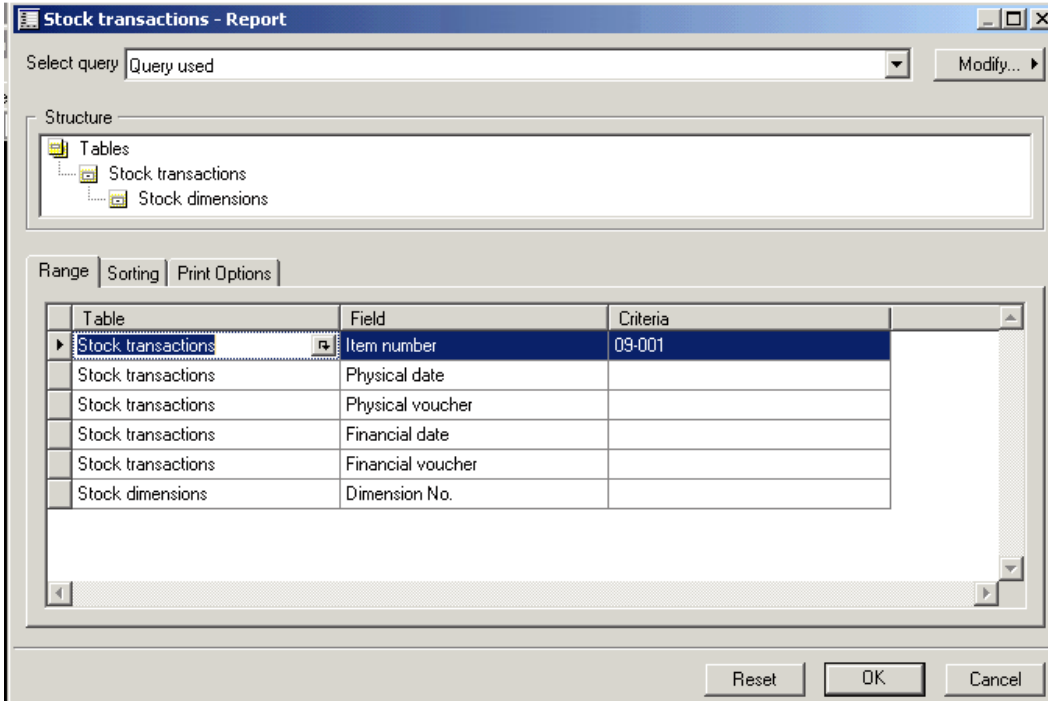 Stock transactions - Report
Select query Query used Modify...
Structure
Tables
Stock transactions
Stock dimensions
Range Sorting Print Options
Table Field Criteria
Stock transactions Item number 09-001
Stock transactions Physical date
Stock transactions Physical voucher
Stock transactions Financial date
Stock transactions Financial voucher
Stock dimensions Dimension No.
Reset OK Cancel